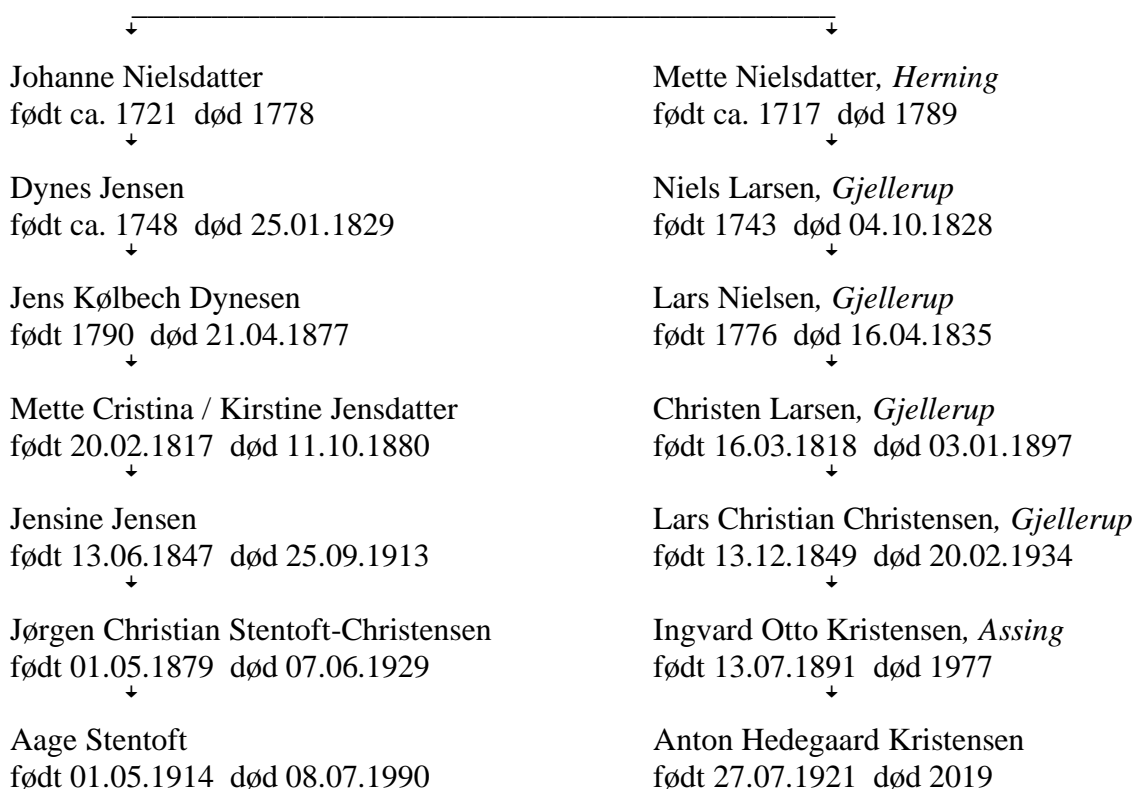 Johanne Nielsdatter
født ca. 1721 død 1778
Mette Nielsdatter, Herning
født ca. 1717 død 1789
Dynes Jensen
født ca. 1748 død 25.01.1829
Niels Larsen, Gjellerup
født 1743 død 04.10.1828
Jens Kølbech Dynesen
født 1790 død 21.04.1877
Lars Nielsen, Gjellerup
født 1776 død 16.04.1835
Mette Cristina / Kirstine Jensdatter
født 20.02.1817 død 11.10.1880
Christen Larsen, Gjellerup
født 16.03.1818 død 03.01.1897
Jensine Jensen
født 13.06.1847 død 25.09.1913
Lars Christian Christensen, Gjellerup
født 13.12.1849 død 20.02.1934
Jørgen Christian Stentoft-Christensen
født 01.05.1879 død 07.06.1929
Ingvard Otto Kristensen, Assing
født 13.07.1891 død 1977
Aage Stentoft
født 01.05.1914 død 08.07.1990
Anton Hedegaard Kristensen
født 27.07.1921 død 2019